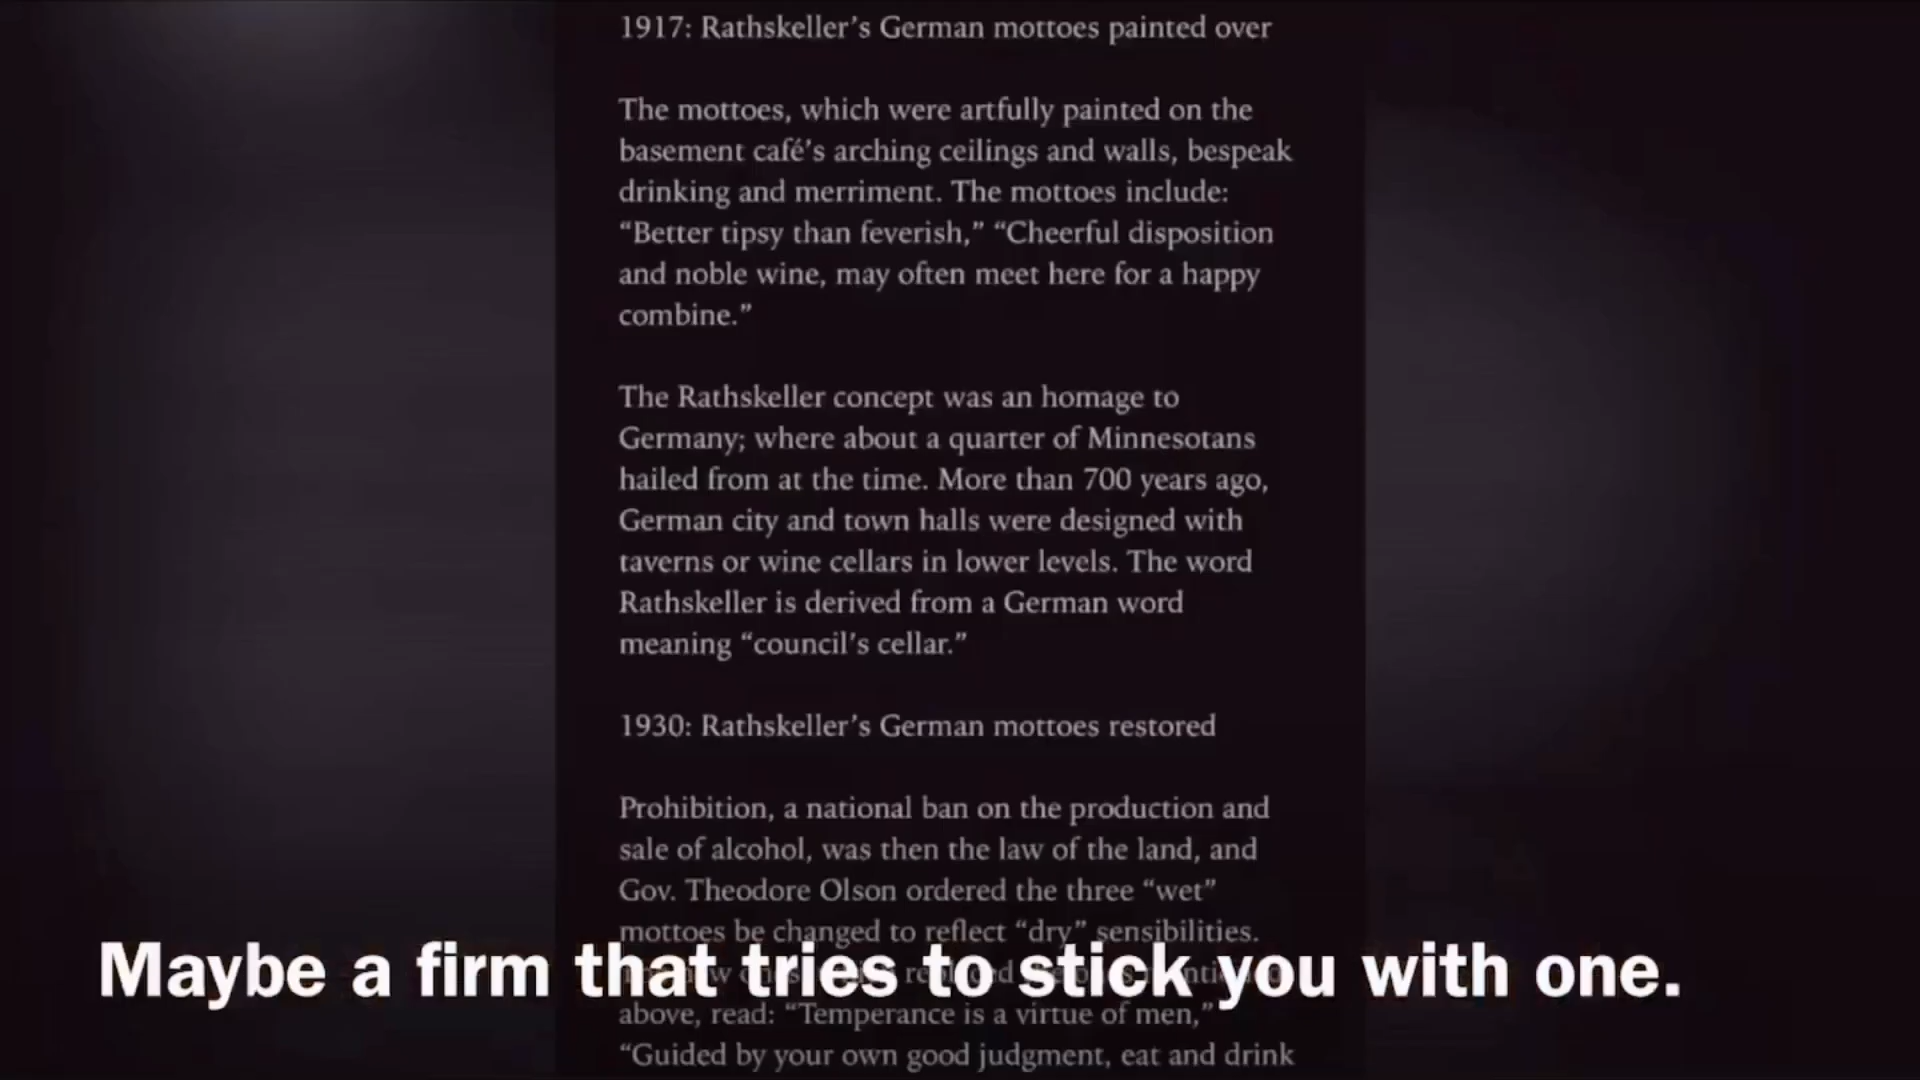 1917: Rathskeller’s German mottoes painted over
The mottoes, which were artfully painted on the
basement café’s arching ceilings and walls, bespeak
drinking and merriment. The mottoes include:
“Better tipsy than feverish,” “Cheerful disposition
and noble wine, may often meet here for a happy
combine.”
The Rathskeller concept was an homage to
Germany; where about a quarter of Minnesotans
hailed from at the time. More than 700 years ago,
German city and town halls were designed with
taverns or wine cellars in lower levels. The word
Rathskeller is derived from a German word
meaning “council’s cellar.”
1930: Rathskeller’s German mottoes restored
Prohibition, a national ban on the production and
sale of alcohol, was then the law of the land, and
Gov. Theodore Olson ordered the three “wet”
mottoes be changed to reflect “dry” sensibilities.
Maybe a firm that tries to stick you with one.
above, read: “Temperance is a virtue of men,”
“Guided by your own good judgment, eat and drink